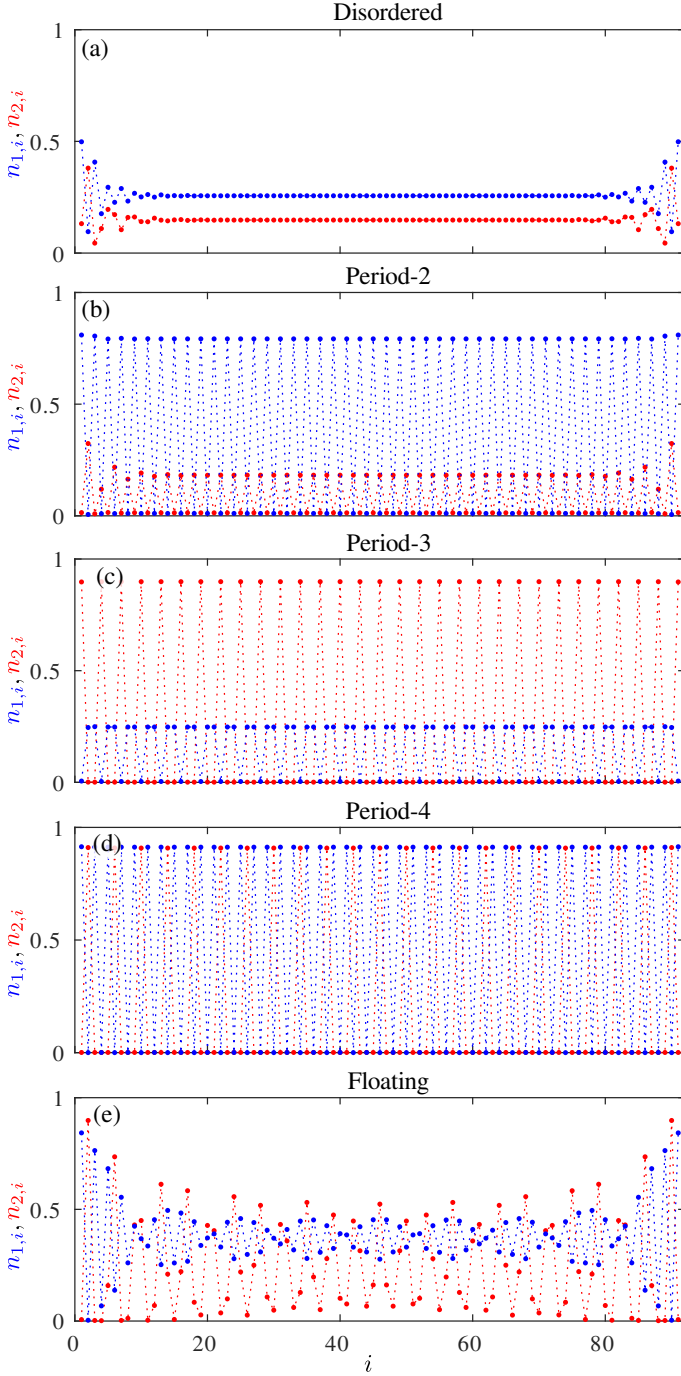 Disordered
(a)
1
0.5
0
n1,i, n2,i
Period-2
(b)
1
0.5
0
n1,i, n2,i
Period-3
(c)
1
0.5
0
n1,i, n2,i
Period-4
(d)
1
0.5
0
n1,i, n2,i
Floating
(e)
1
0.5
0
n1,i, n2,i
0 20 40 60 80
i